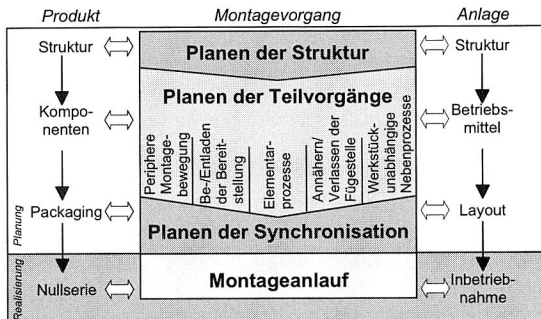 Produkt Montagevorgang Anlage
Struktur Planen der Struktur Struktur
Planen der Teilvorgänge
Kompo-
nenten
Periphere
Montage-
bewegung
Be-/Entladen
der Bereit-
stellung
Elementar-
prozesse
Annähern/
Verlassen der
Fügestelle
Werkstück-
unabhängige
Nebenprozesse
Betriebs-
mittel
Packaging Planen der Synchronisation Layout
Planung
Realisierung
Nullserie Montageanlauf Inbetrieb-
nahme